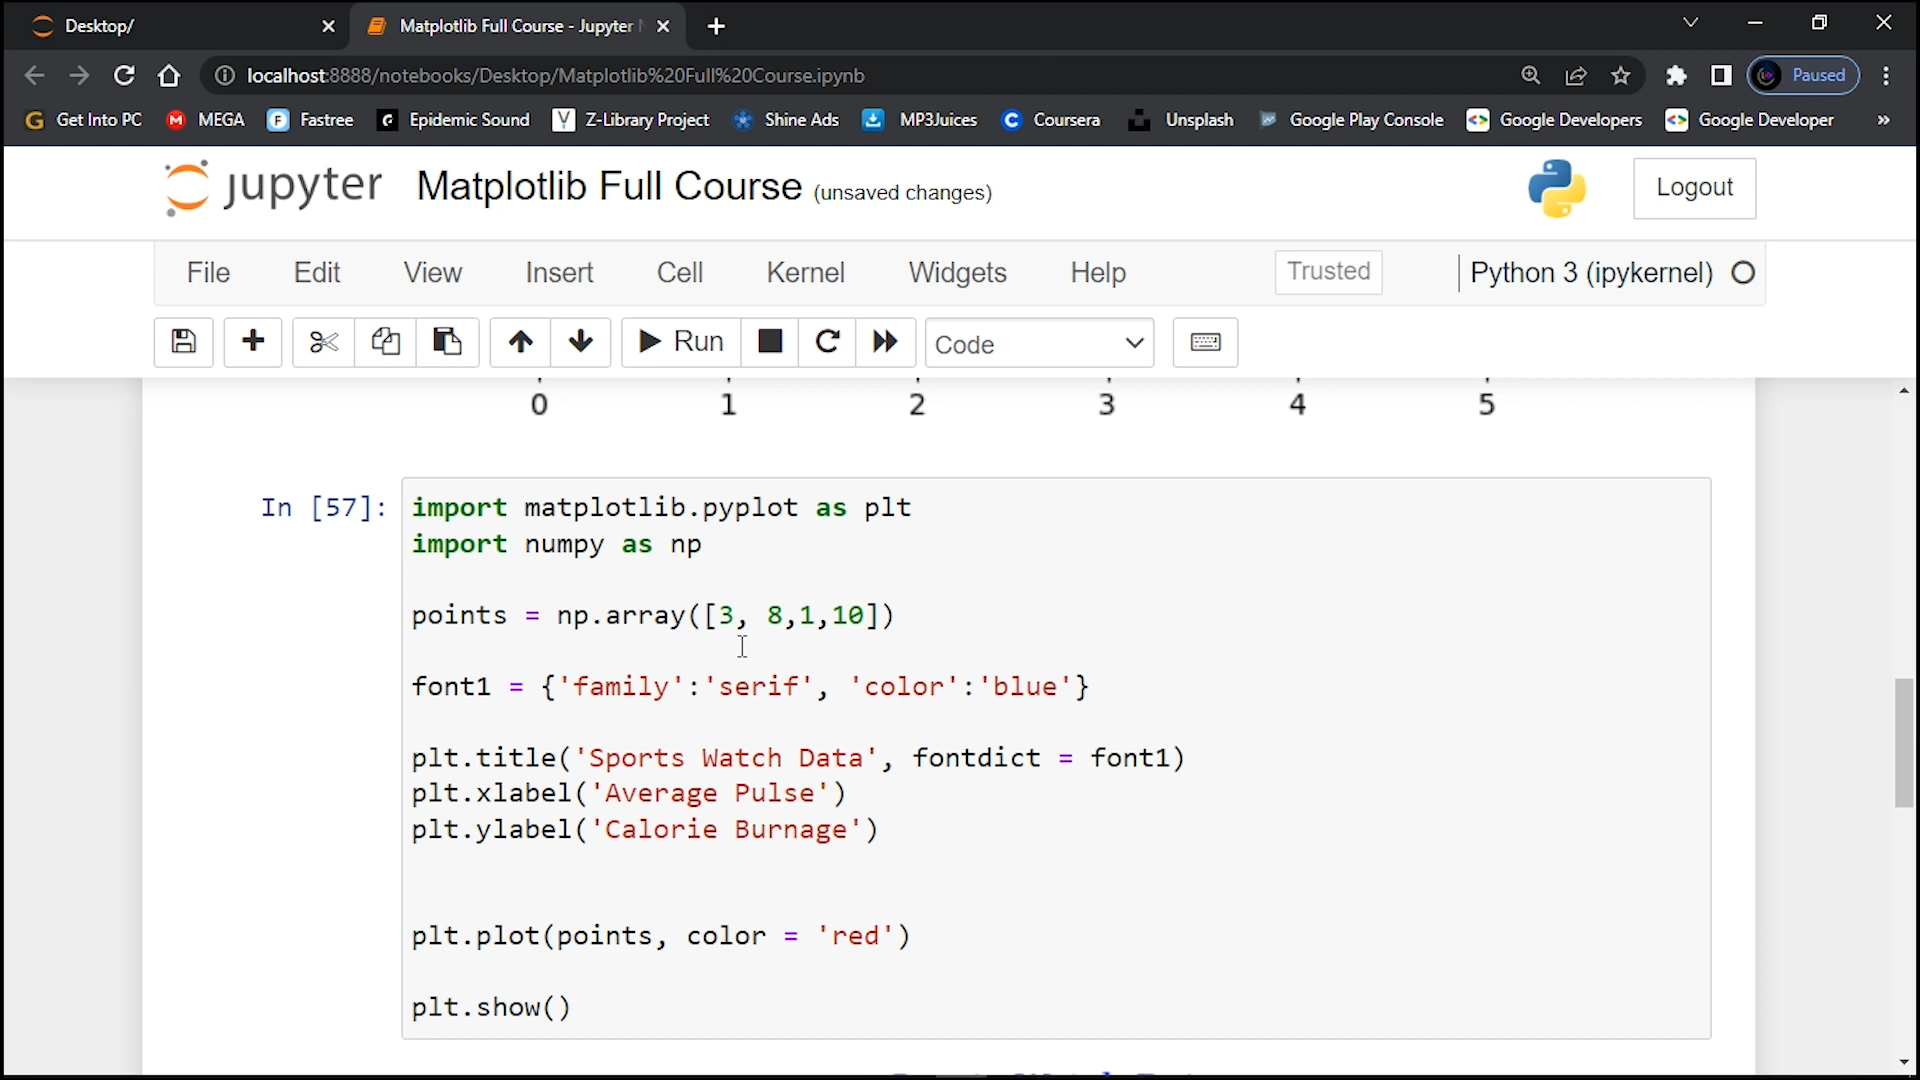 Desktop/
Matplotlib Full Course - Jupyter
localhost:8888/notebooks/Desktop/Matplotlib%20Full%20Course.ipynb
Paused
Get Into PC MEGA Fastree Epidemic Sound Z-Library Project Shine Ads MP3Juices Coursera Unsplash Google Play Console Google Developers Google Developer »
jupyter Matplotlib Full Course (unsaved changes)
Logout
File Edit View Insert Cell Kernel Widgets Help
Trusted
Python 3 (ipykernel)
Run
Code
0 1 2 3 4 5
In [57]:
import matplotlib.pyplot as plt
import numpy as np
points = np.array([3, 8,1,10])
font1 = {'family':'serif', 'color':'blue'}
plt.title('Sports Watch Data', fontdict = font1)
plt.xlabel('Average Pulse')
plt.ylabel('Calorie Burnage')
plt.plot(points, color = 'red')
plt.show()